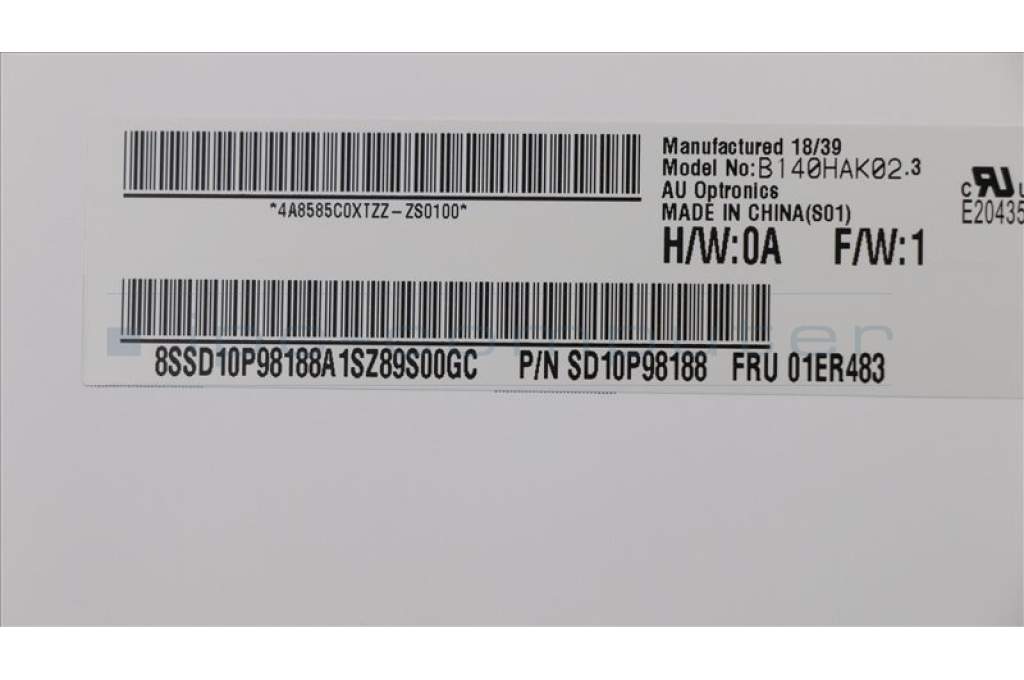 *4A8585C0XTZZ-ZS0100*
Manufactured 18/39
Model No:B140HAK02.3
AU Optronics
MADE IN CHINA(S01)
H/W:0A F/W:1
E20435
8SSD10P98188A1SZ89S00GC P/N SD10P98188 FRU 01ER483